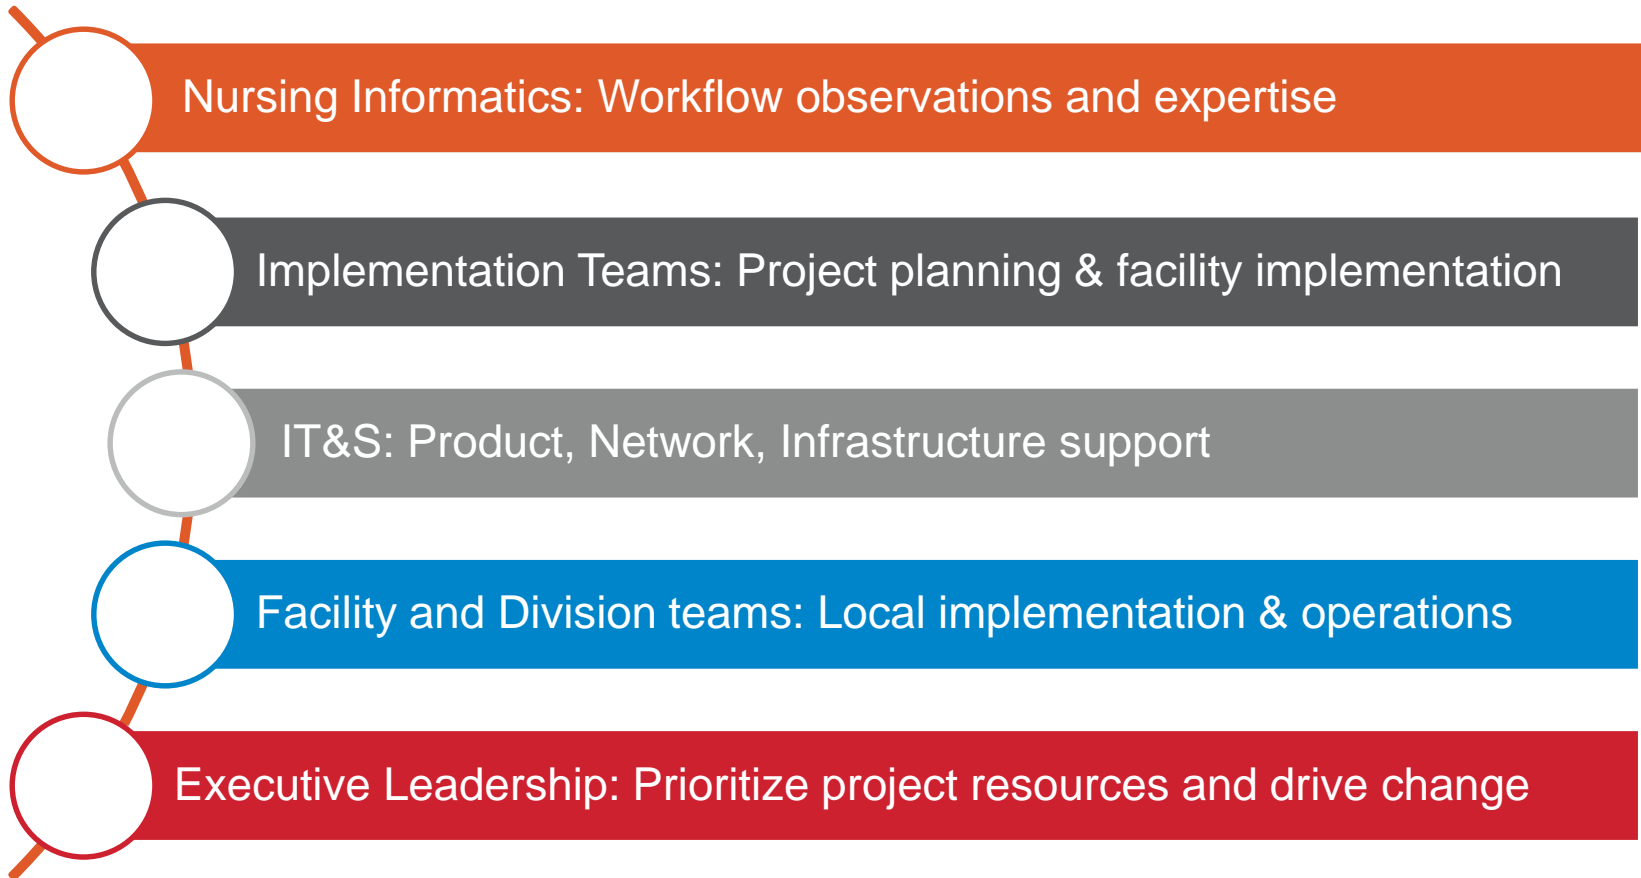 Nursing Informatics: Workflow observations and expertise
Implementation Teams: Project planning & facility implementation
IT&S: Product, Network, Infrastructure support
Facility and Division teams: Local implementation & operations
Executive Leadership: Prioritize project resources and drive change